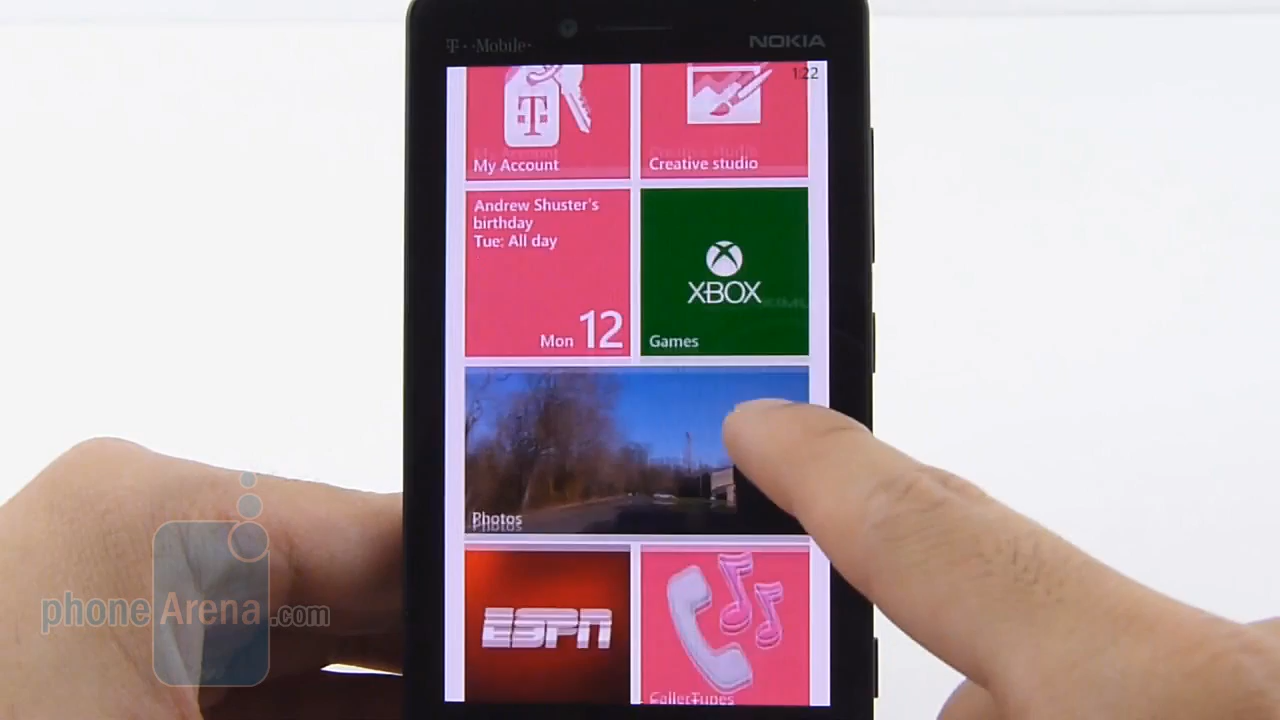 T··Mobile·
NOKIA
1:22
T
My Account
Creative studio
Andrew Shuster's
birthday
Tue: All day
Mon 12
XBOX
Games
Photos
ESPN
CallerTunes
phoneArena.com